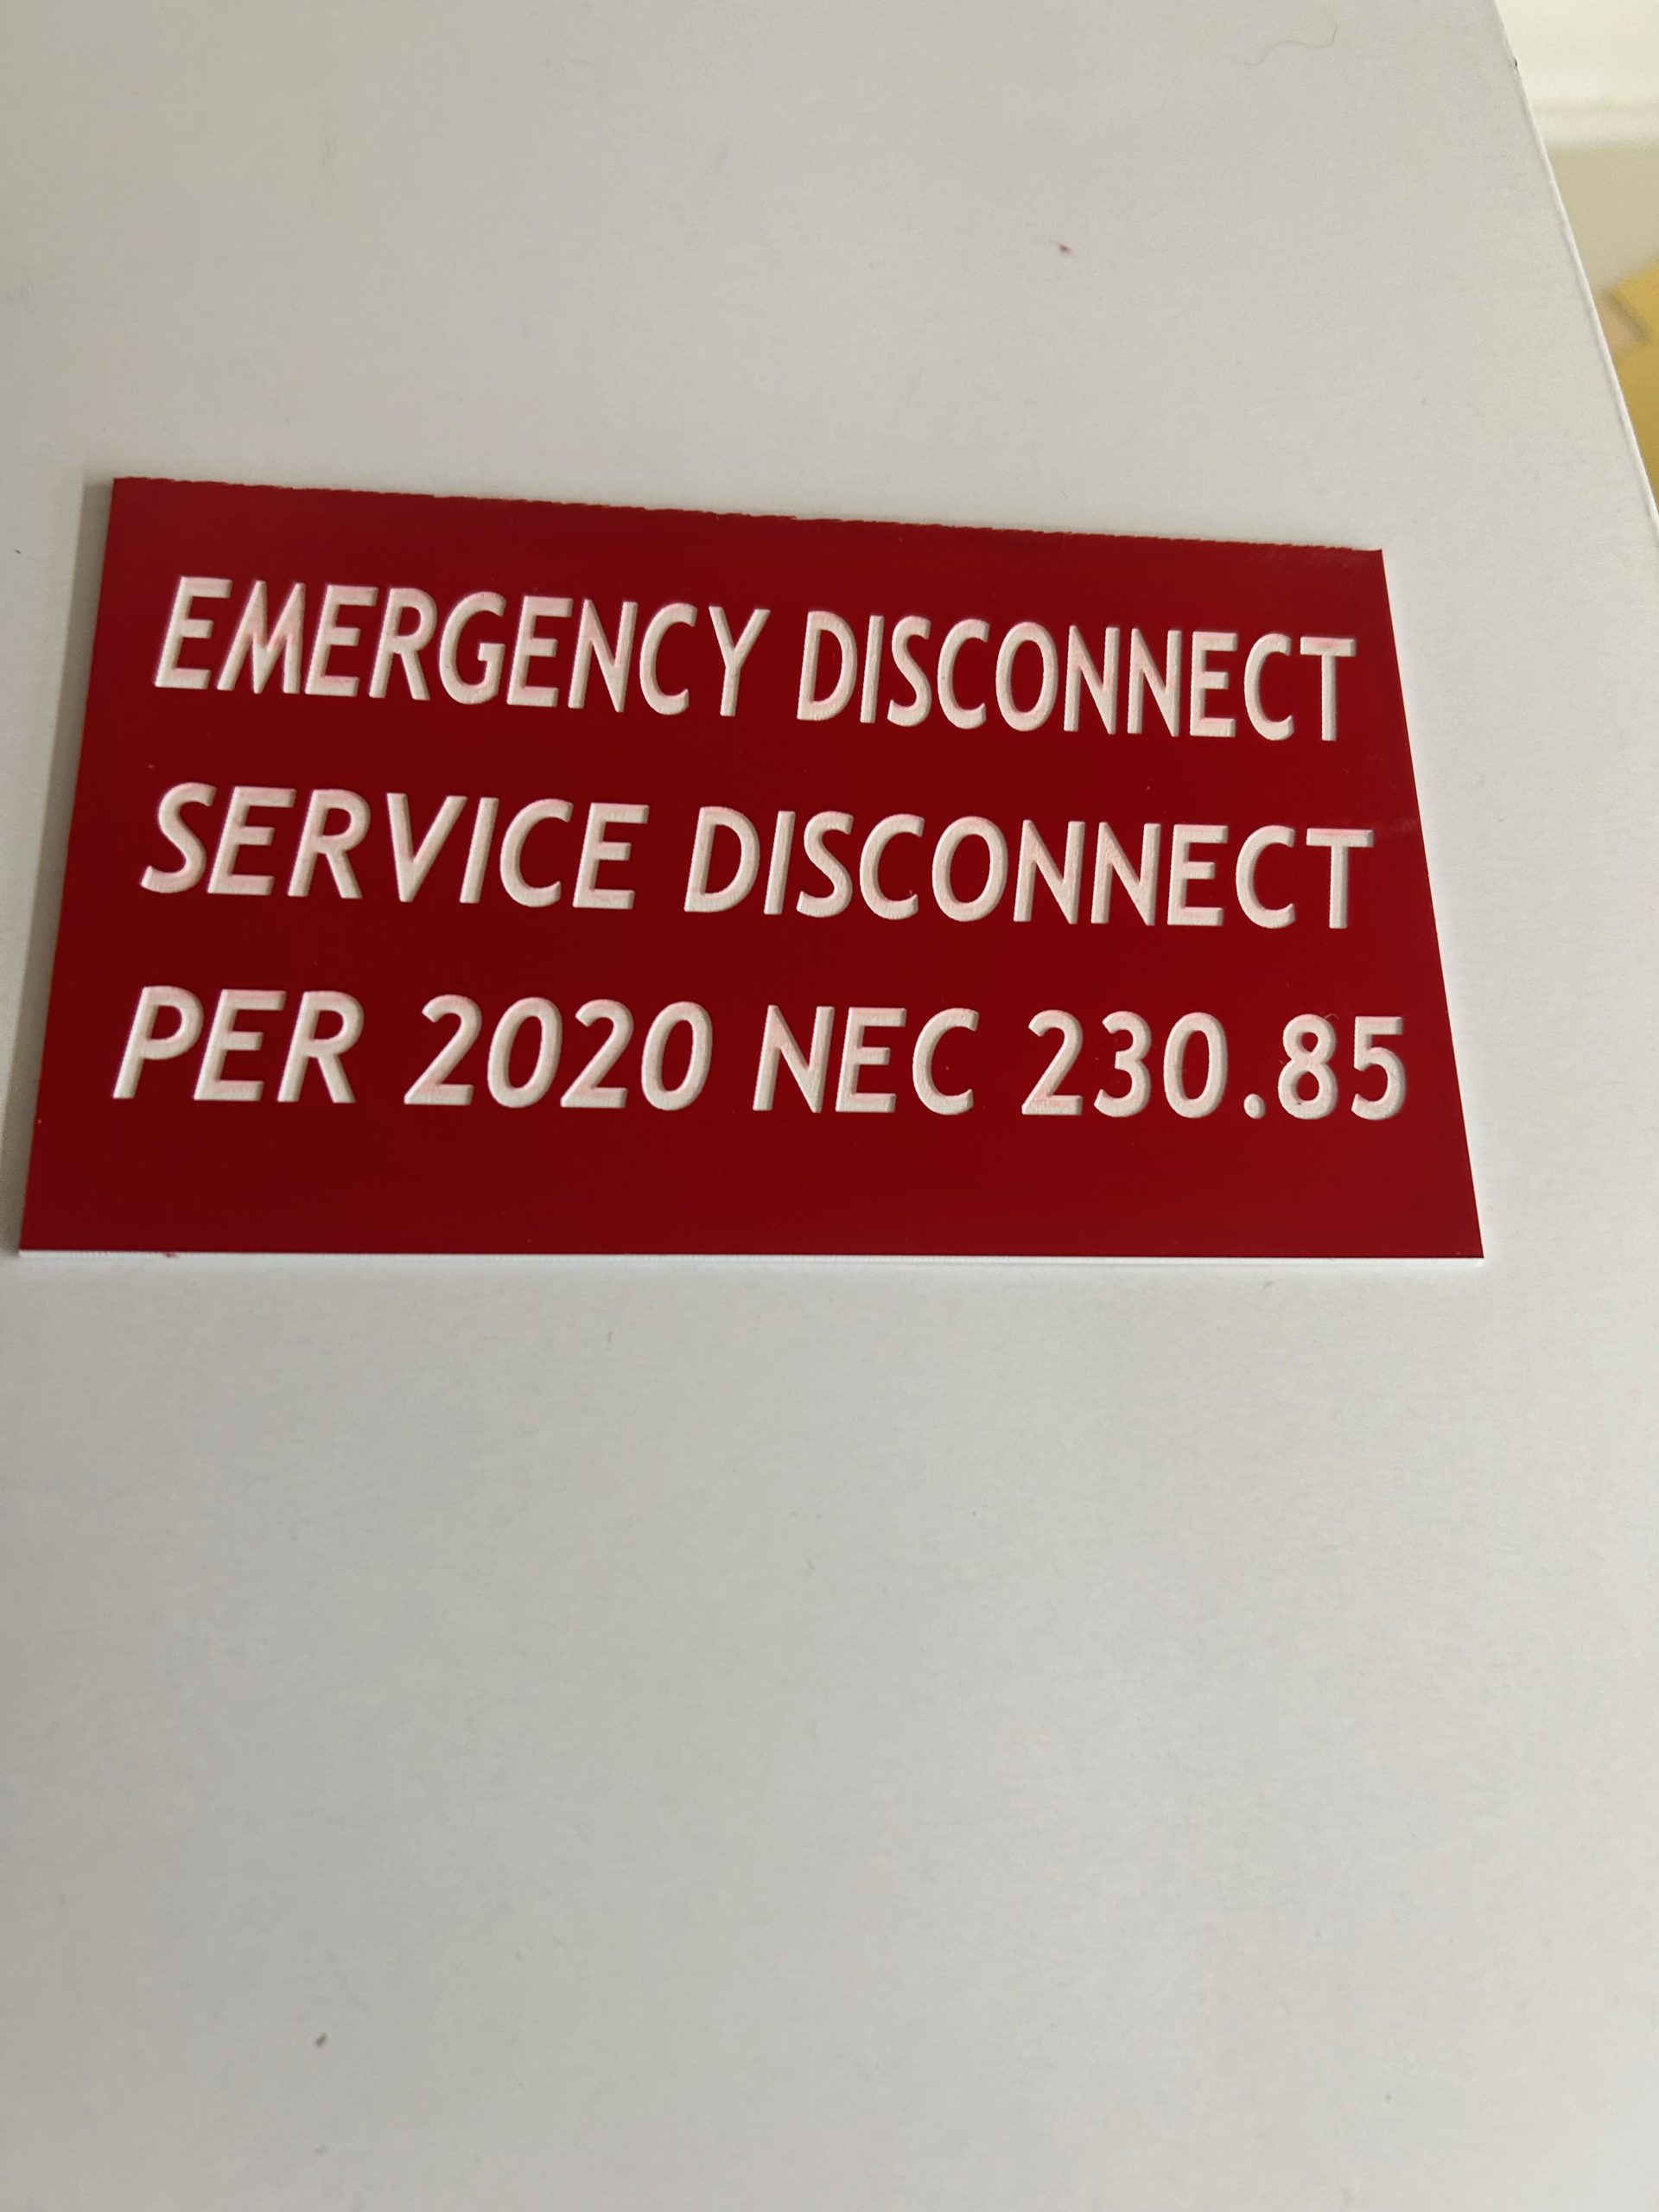 EMERGENCY DISCONNECT
SERVICE DISCONNECT
PER 2020 NEC 230.85